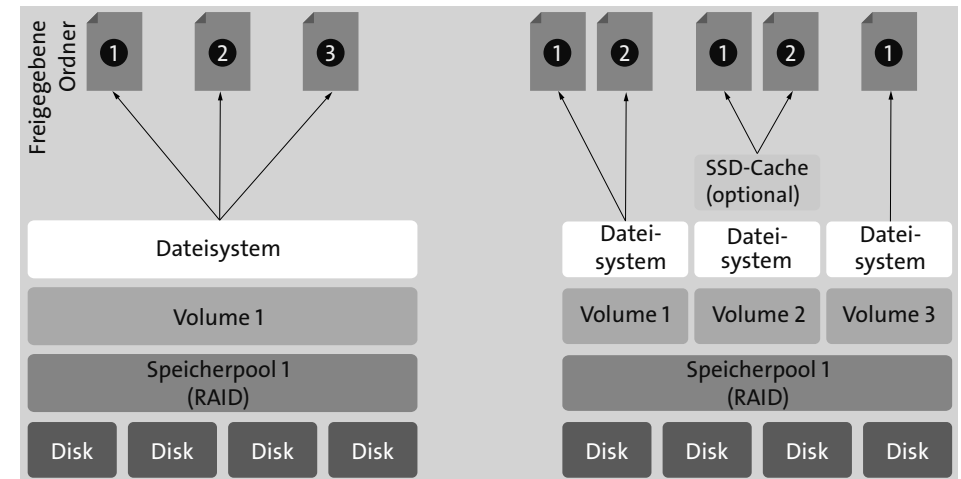 Freigegebene
Ordner
1 2 3
1 2 1 2 1
SSD-Cache
(optional)
Dateisystem
Datei-
system
Datei-
system
Datei-
system
Volume 1
Volume 1 Volume 2 Volume 3
Speicherpool 1
(RAID)
Speicherpool 1
(RAID)
Disk Disk Disk Disk
Disk Disk Disk Disk